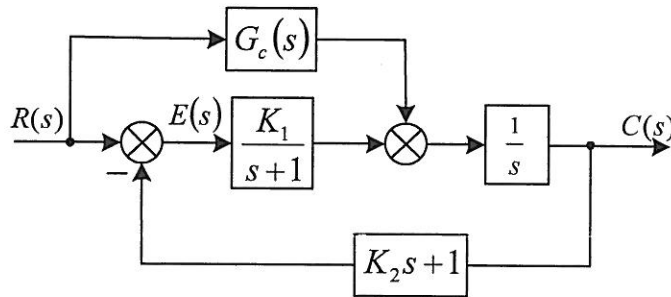 G_c(s)
R(s)
E(s)
K_1
s+1
1
s
C(s)
−
K_2s+1